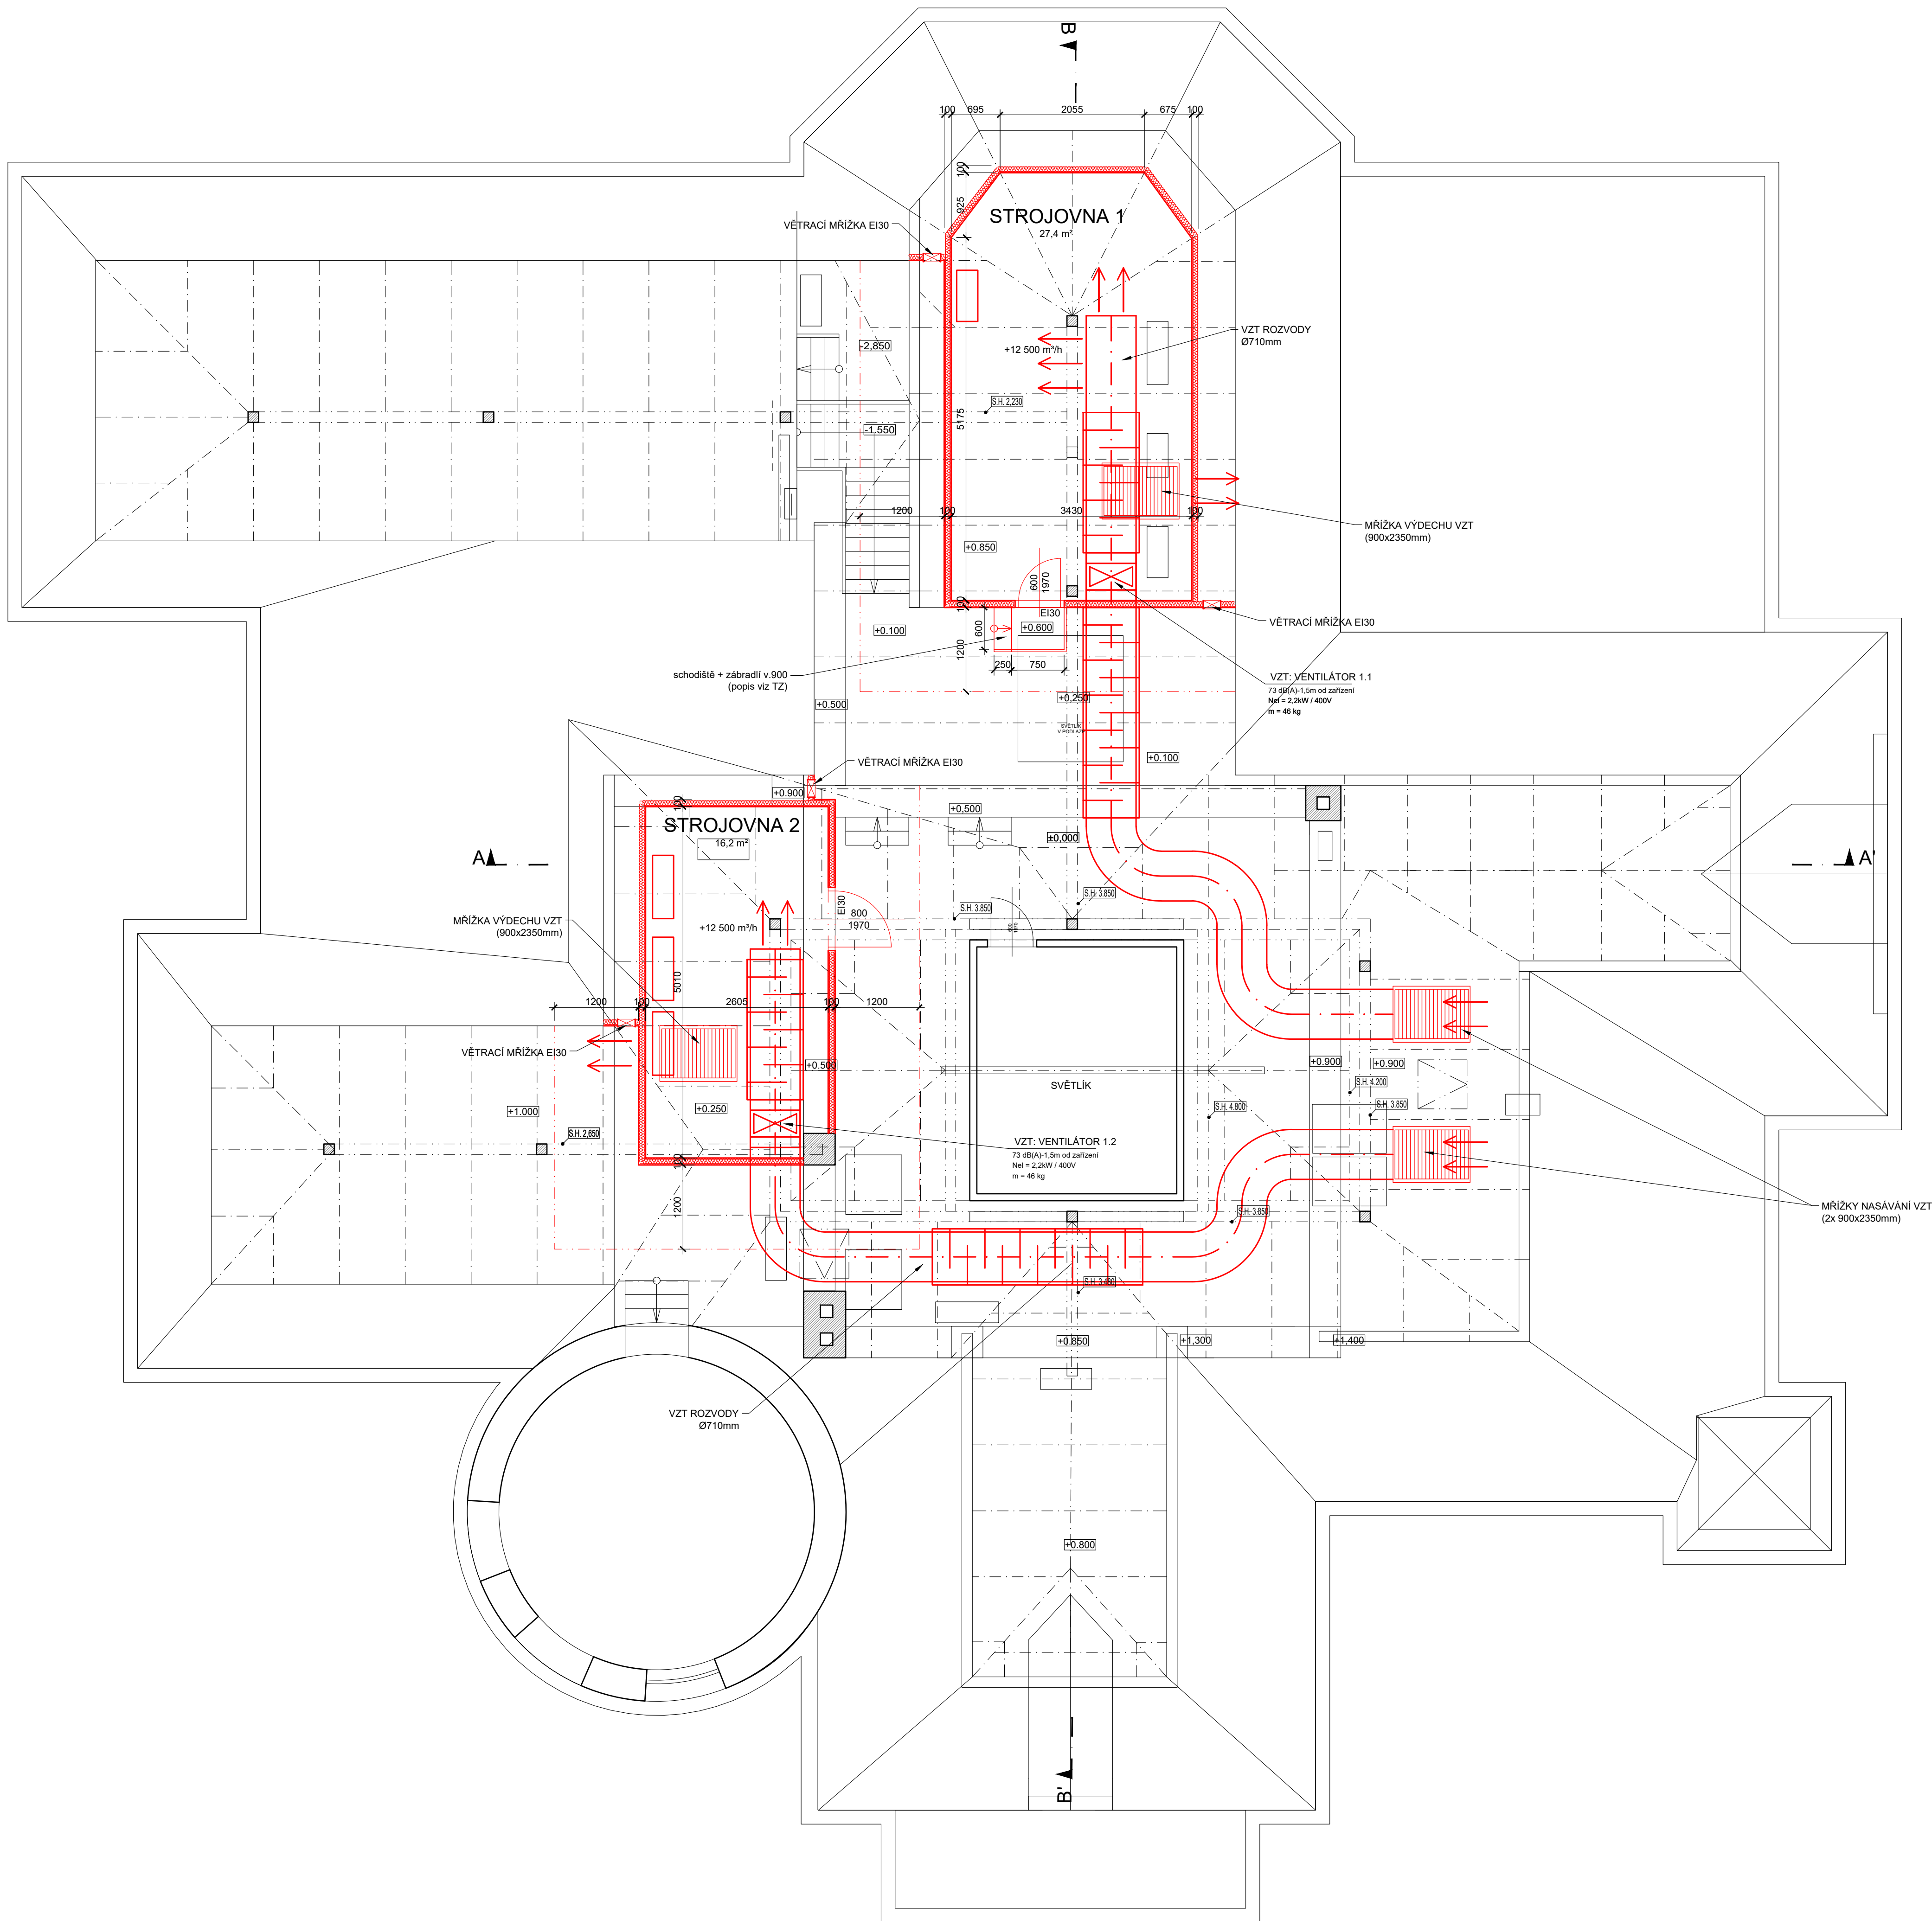 B
100 695 2055 675 100
100
925
STROJOVNA 1
27,4 m²
VĚTRACÍ MŘÍŽKA EI30
VZT ROZVODY
Ø710mm
+12 500 m³/h
-2,850
S.H. 2,230
5175
-1,550
1200 100 3430 100
MŘÍŽKA VÝDECHU VZT
(900x2350mm)
+0.850
600
1970
EI30
100
+0.100
600
+0.600
VĚTRACÍ MŘÍŽKA EI30
1200
250 750
schodiště + zábradlí v.900
(popis viz TZ)
VZT: VENTILÁTOR 1.1
73 dB(A)-1,5m od zařízení
Nel = 2,2kW / 400V
m = 46 kg
+0.500
+0.250
SVĚTLÍK
V PODLAZE
+0.100
VĚTRACÍ MŘÍŽKA EI30
+0.900
100
+0,500
STROJOVNA 2
16,2 m²
±0,000
A
A'
S.H. 3.850
S.H. 3.850
EI30
800
1970
600
1970
MŘÍŽKA VÝDECHU VZT
(900x2350mm)
+12 500 m³/h
5010
1200 100 2605 100 1200
VĚTRACÍ MŘÍŽKA EI30
+0.500
SVĚTLÍK
+0.900
+0.900
S.H. 4.200
S.H. 3.850
S.H. 4.800
+1.000
+0.250
S.H. 2,650
VZT: VENTILÁTOR 1.2
73 dB(A)-1,5m od zařízení
Nel = 2,2kW / 400V
m = 46 kg
100
1200
MŘÍŽKY NASÁVÁNÍ VZT
(2x 900x2350mm)
S.H. 3.850
S.H. 3.480
+0.850
+1,300
+1,400
VZT ROZVODY
Ø710mm
+0.800
B'